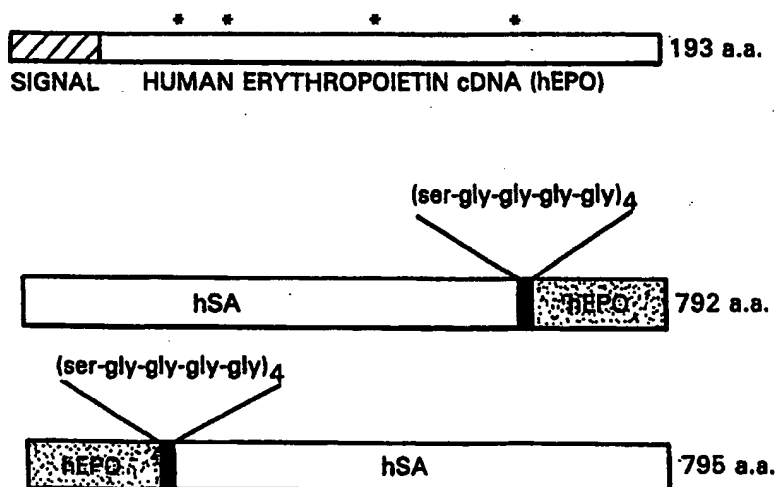 * * * *
193 a.a.
SIGNAL HUMAN ERYTHROPOIETIN cDNA (hEPO)
(ser-gly-gly-gly-gly)4
hSA hEPO 792 a.a.
(ser-gly-gly-gly-gly)4
hEPO hSA 795 a.a.